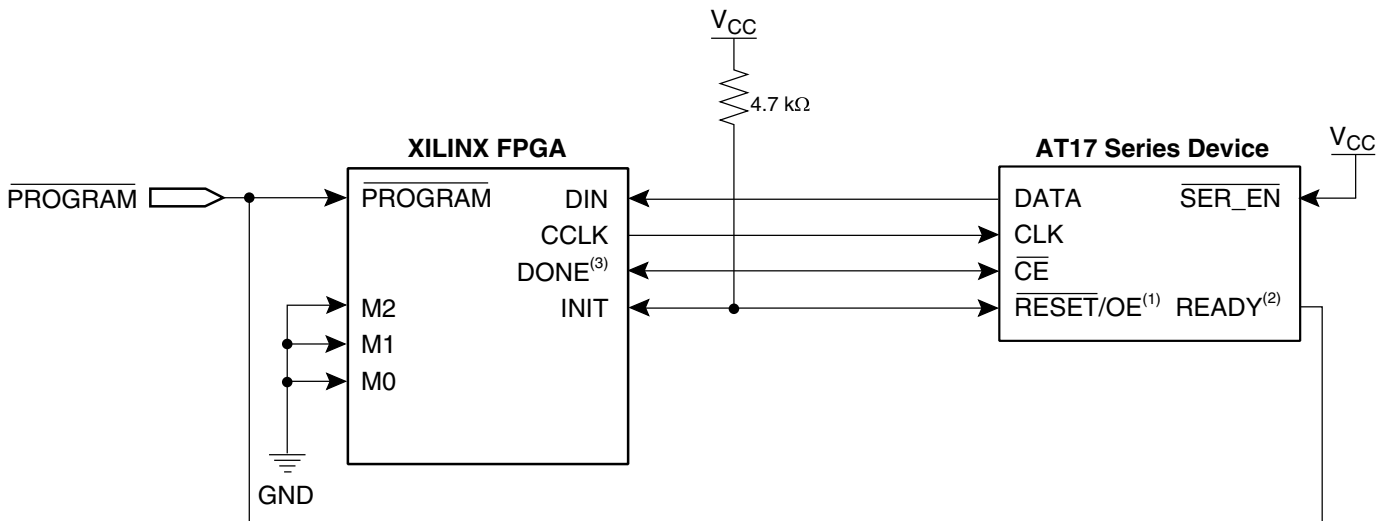 VCC
4.7 kΩ
XILINX FPGA
AT17 Series Device
VCC
PROGRAM
PROGRAM
DIN
CCLK
DONE(3)
INIT
M2
M1
M0
DATA
SER_EN
CLK
CE
RESET/OE(1)
READY(2)
GND